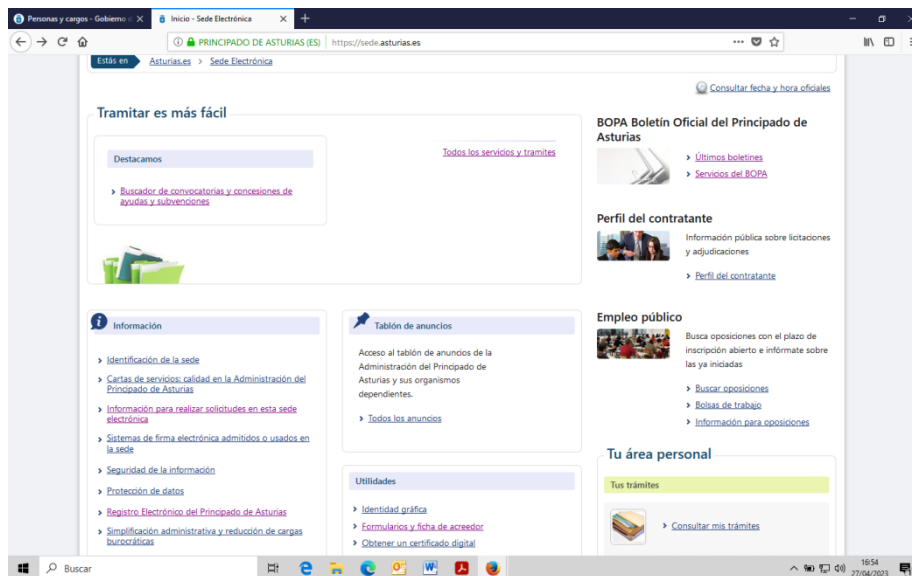 Personas y cargos - Gobierno
Inicio - Sede Electrónica
PRINCIPADO DE ASTURIAS (ES)
https://sede.asturias.es
Estás en
Asturias.es > Sede Electrónica
Consultar fecha y hora oficiales
Tramitar es más fácil
Destacamos
Buscador de convocatorias y concesiones de
ayudas y subvenciones
Todos los servicios y tramites
BOPA Boletín Oficial del Principado de
Asturias
Últimos boletines
Servicios del BOPA
Perfil del contratante
Información pública sobre licitaciones
y adjudicaciones
Perfil del contratante
Información
Identificación de la sede
Cartas de servicios: calidad en la Administración del
Principado de Asturias
Información para realizar solicitudes en esta sede
electrónica
Sistemas de firma electrónica admitidos o usados en
la sede
Seguridad de la información
Protección de datos
Registro Electrónico del Principado de Asturias
Simplificación administrativa y reducción de cargas
burocráticas
Tablón de anuncios
Acceso al tablón de anuncios de la
Administración del Principado de
Asturias y sus organismos
dependientes.
Todos los anuncios
Utilidades
Identidad gráfica
Formularios y ficha de acreedor
Obtener un certificado digital
Empleo público
Busca oposiciones con el plazo de
inscripción abierto e infórmate sobre
las ya iniciadas
Buscar oposiciones
Bolsas de trabajo
Información para oposiciones
Tu área personal
Tus trámites
Consultar mis trámites
Buscar
16:54
27/04/2023